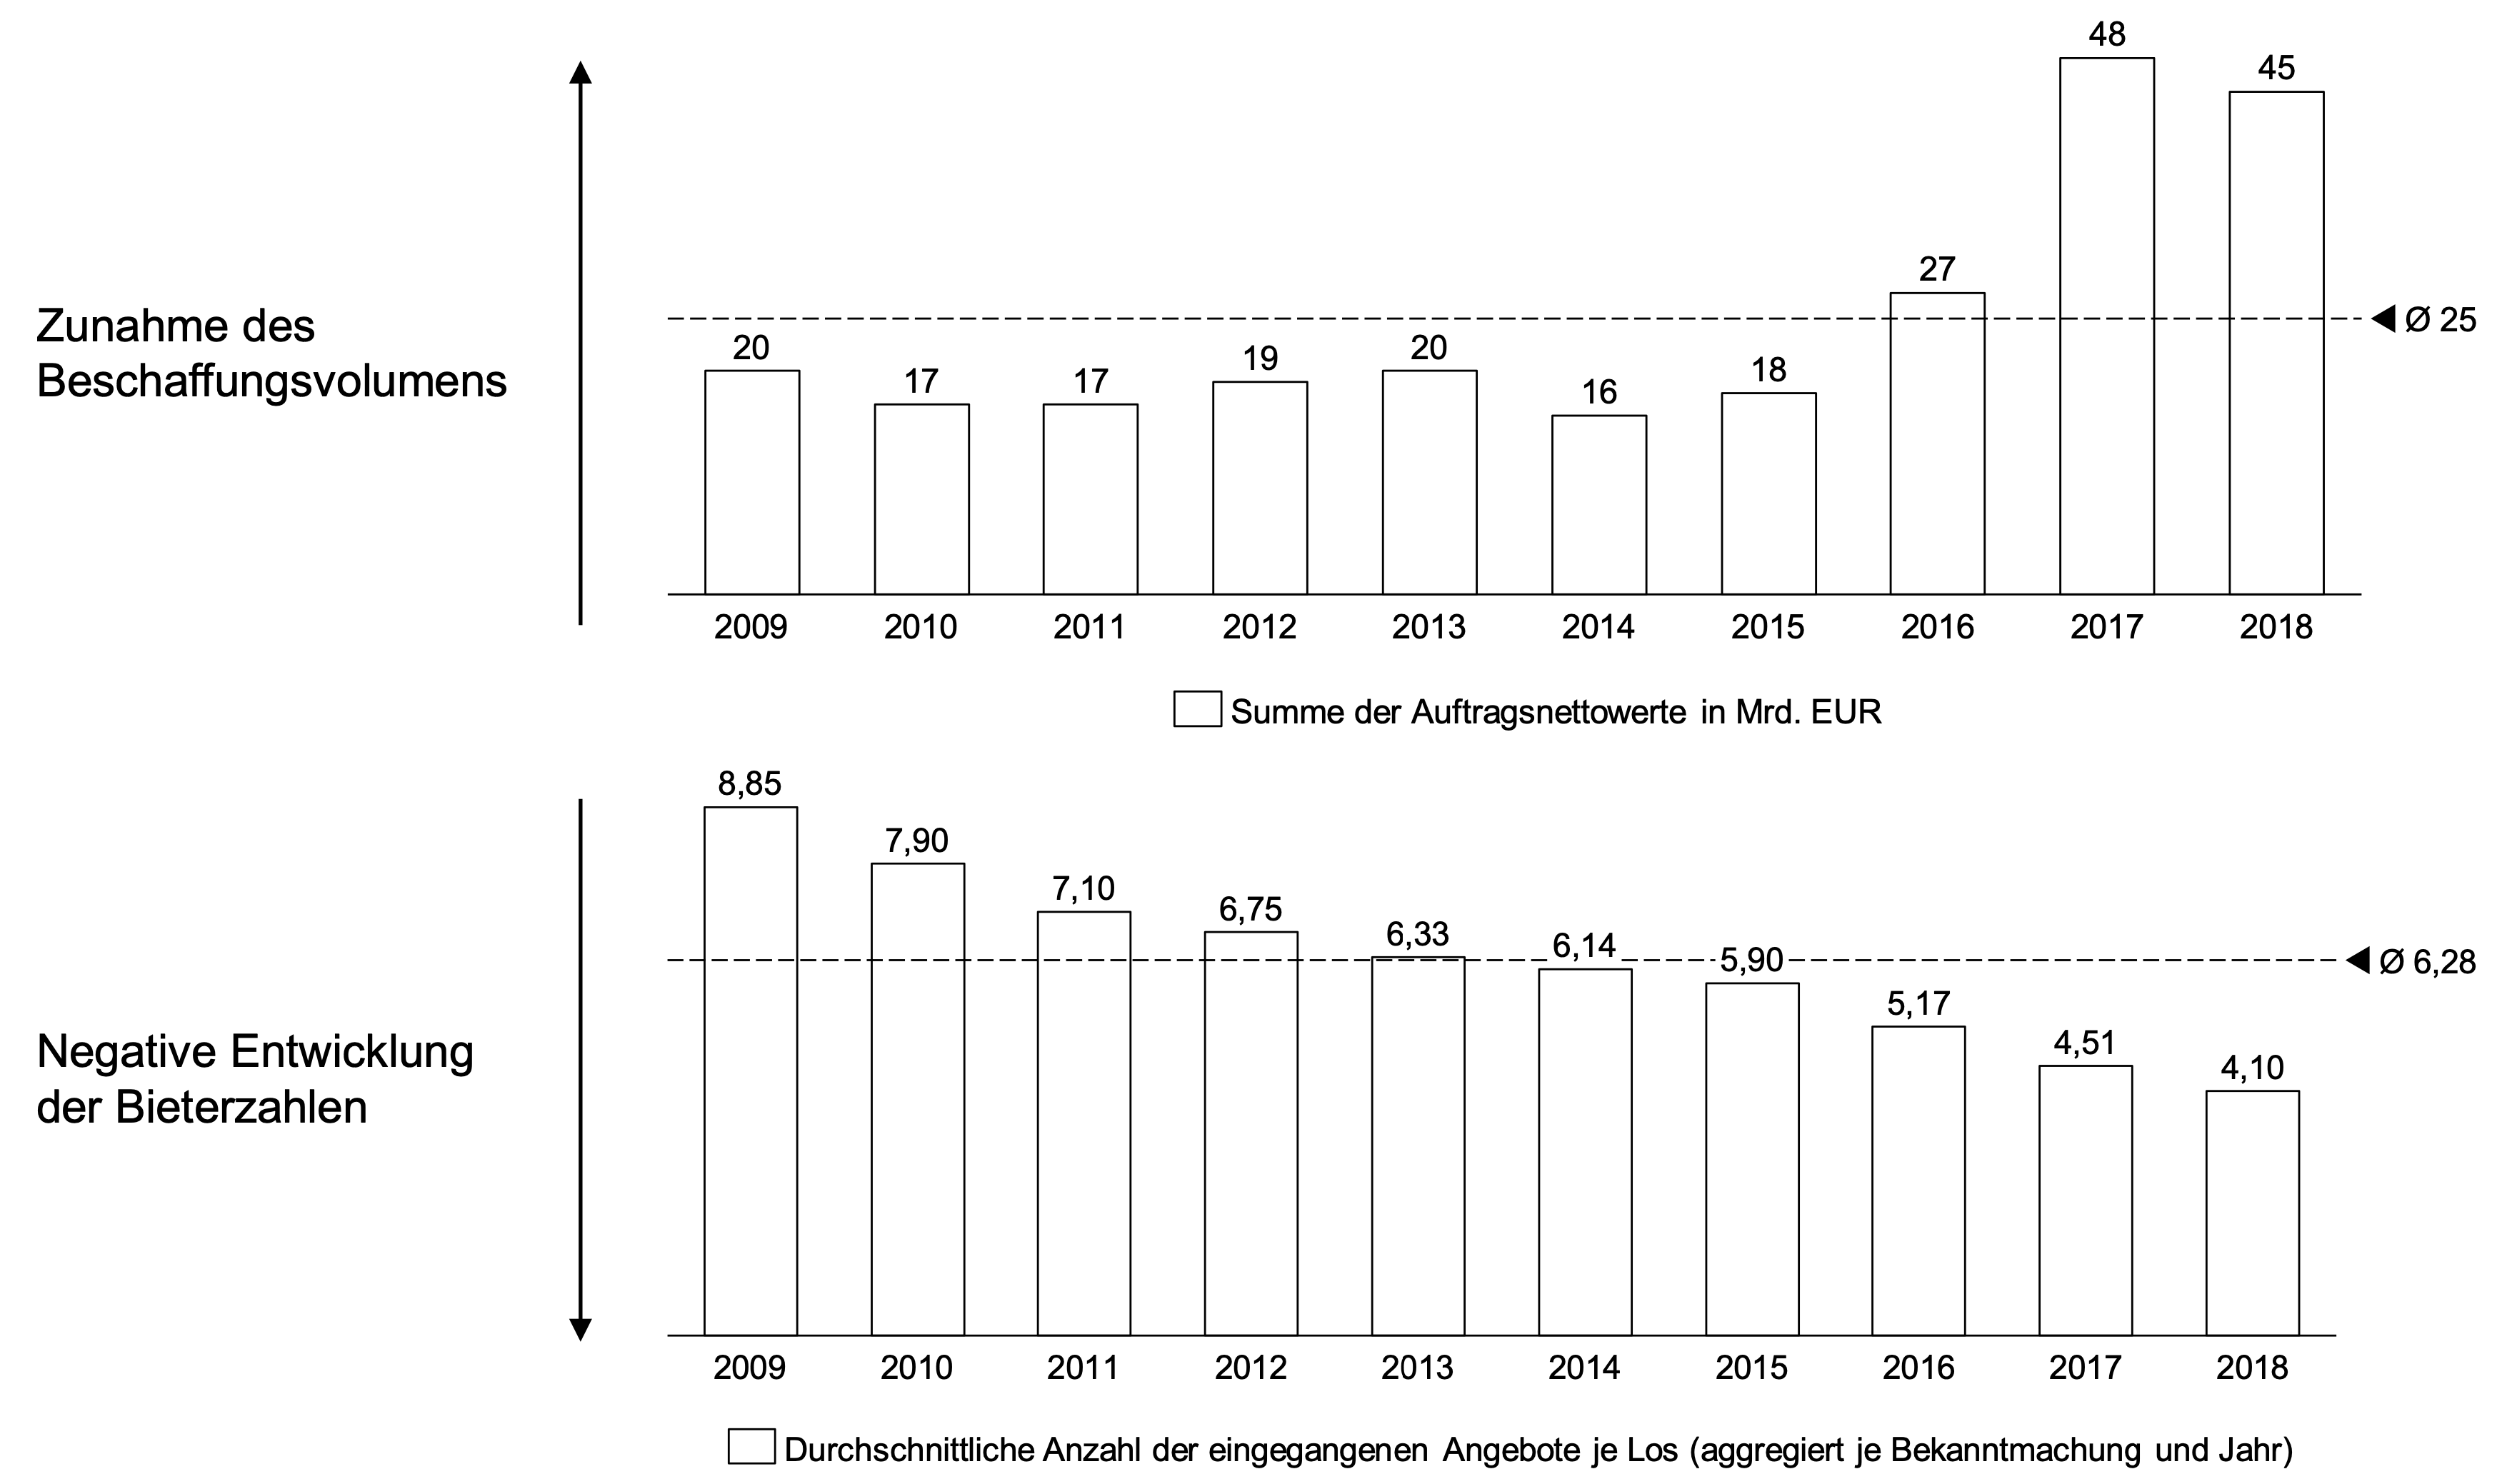 Zunahme des
Beschaffungsvolumens
20 17 17 19 20 16 18 27 48 45
Ø 25
2009 2010 2011 2012 2013 2014 2015 2016 2017 2018
Summe der Auftragsnettowerte in Mrd. EUR
Negative Entwicklung
der Bieterzahlen
8,85 7,90 7,10 6,75 6,33 6,14 5,90 5,17 4,51 4,10
Ø 6,28
2009 2010 2011 2012 2013 2014 2015 2016 2017 2018
Durchschnittliche Anzahl der eingegangenen Angebote je Los (aggregiert je Bekanntmachung und Jahr)